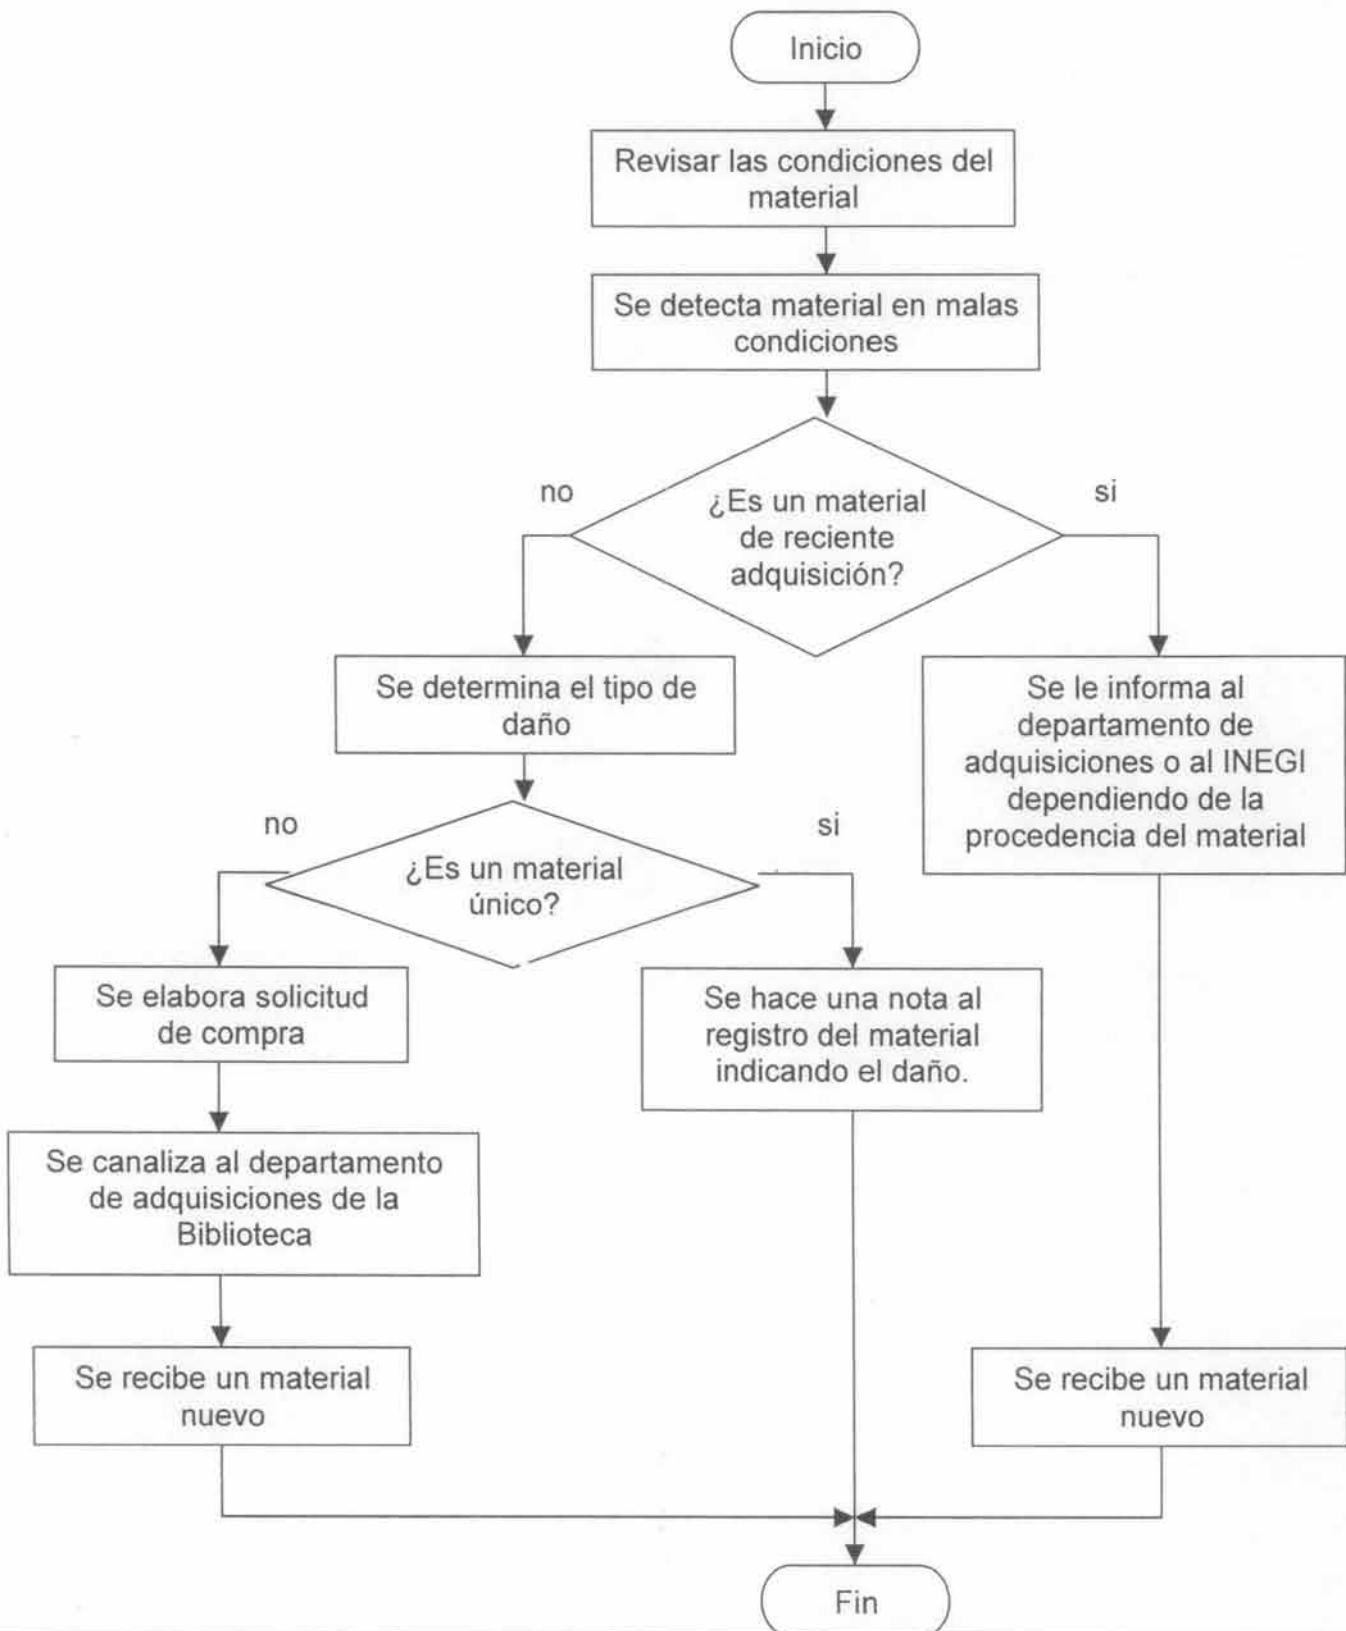 Inicio
Revisar las condiciones del
material
Se detecta material en malas
condiciones
no
si
¿Es un material
de reciente
adquisición?
Se determina el tipo de
daño
Se le informa al
departamento de
adquisiciones o al INEGI
dependiendo de la
procedencia del material
no
si
¿Es un material
único?
Se elabora solicitud
de compra
Se hace una nota al
registro del material
indicando el daño.
Se canaliza al departamento
de adquisiciones de la
Biblioteca
Se recibe un material
nuevo
Se recibe un material
nuevo
Fin